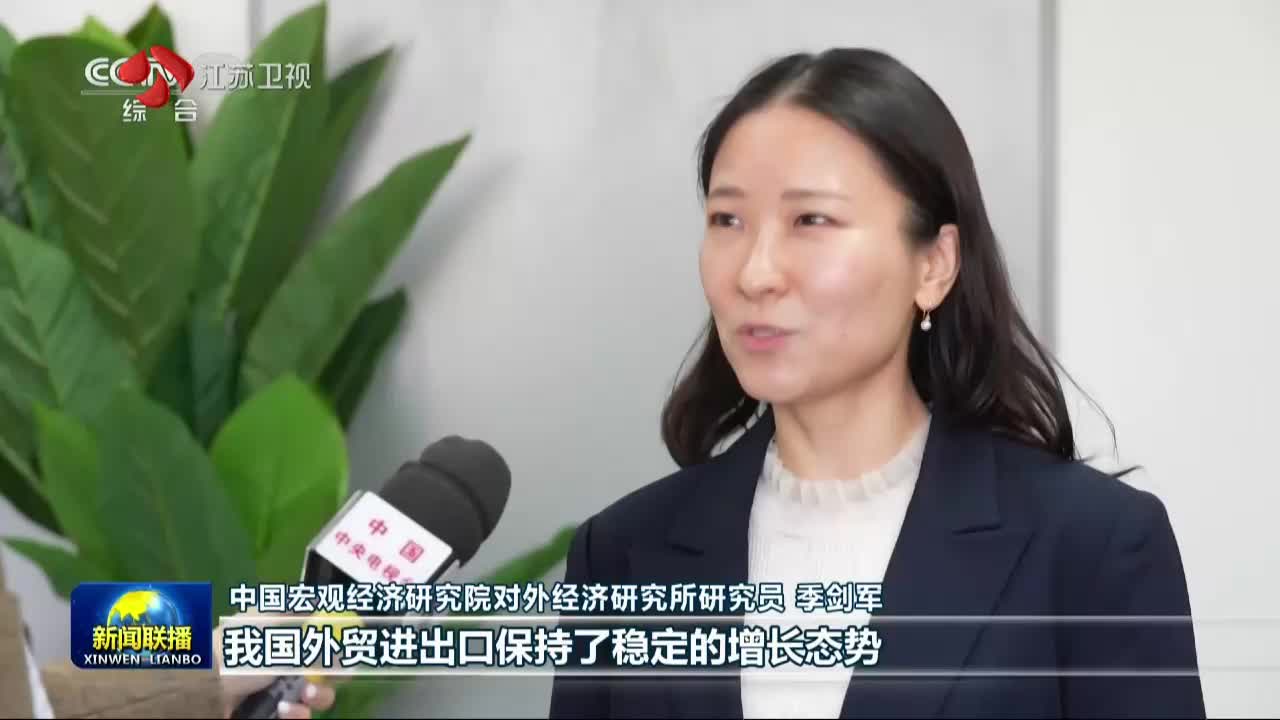 CCTV 江苏卫视
综合
中国
中央电视台
中国宏观经济研究院对外经济研究所研究员 季剑军
我国外贸进出口保持了稳定的增长态势
新闻联播
XINWEN LIANBO